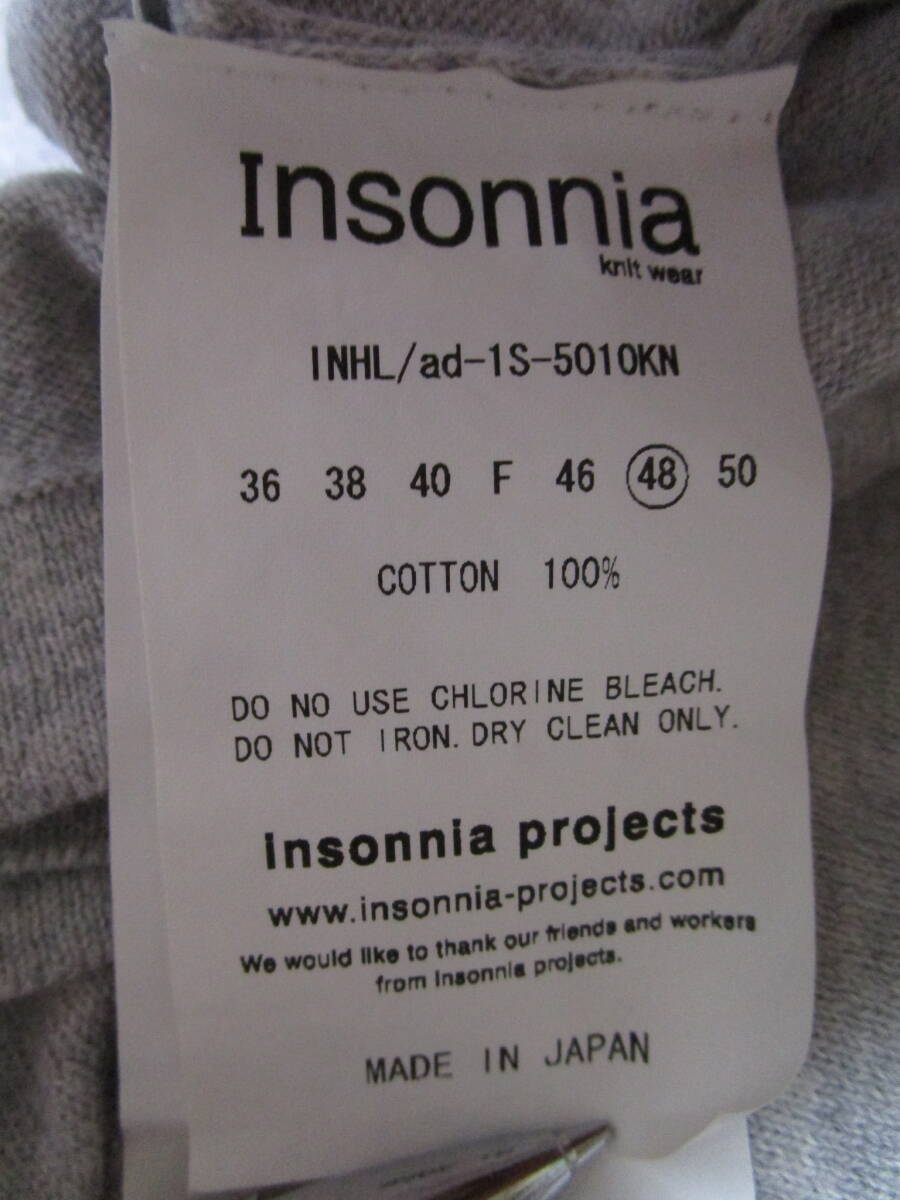 Insonnia
knit wear
INHL/ad-1S-5010KN
36 38 40 F 46 48 50
COTTON 100%
DO NO USE CHLORINE BLEACH.
DO NOT IRON. DRY CLEAN ONLY.
insonnia projects
www.insonnia-projects.com
We would like to thank our friends and workers
from Insonnia projects.
MADE IN JAPAN